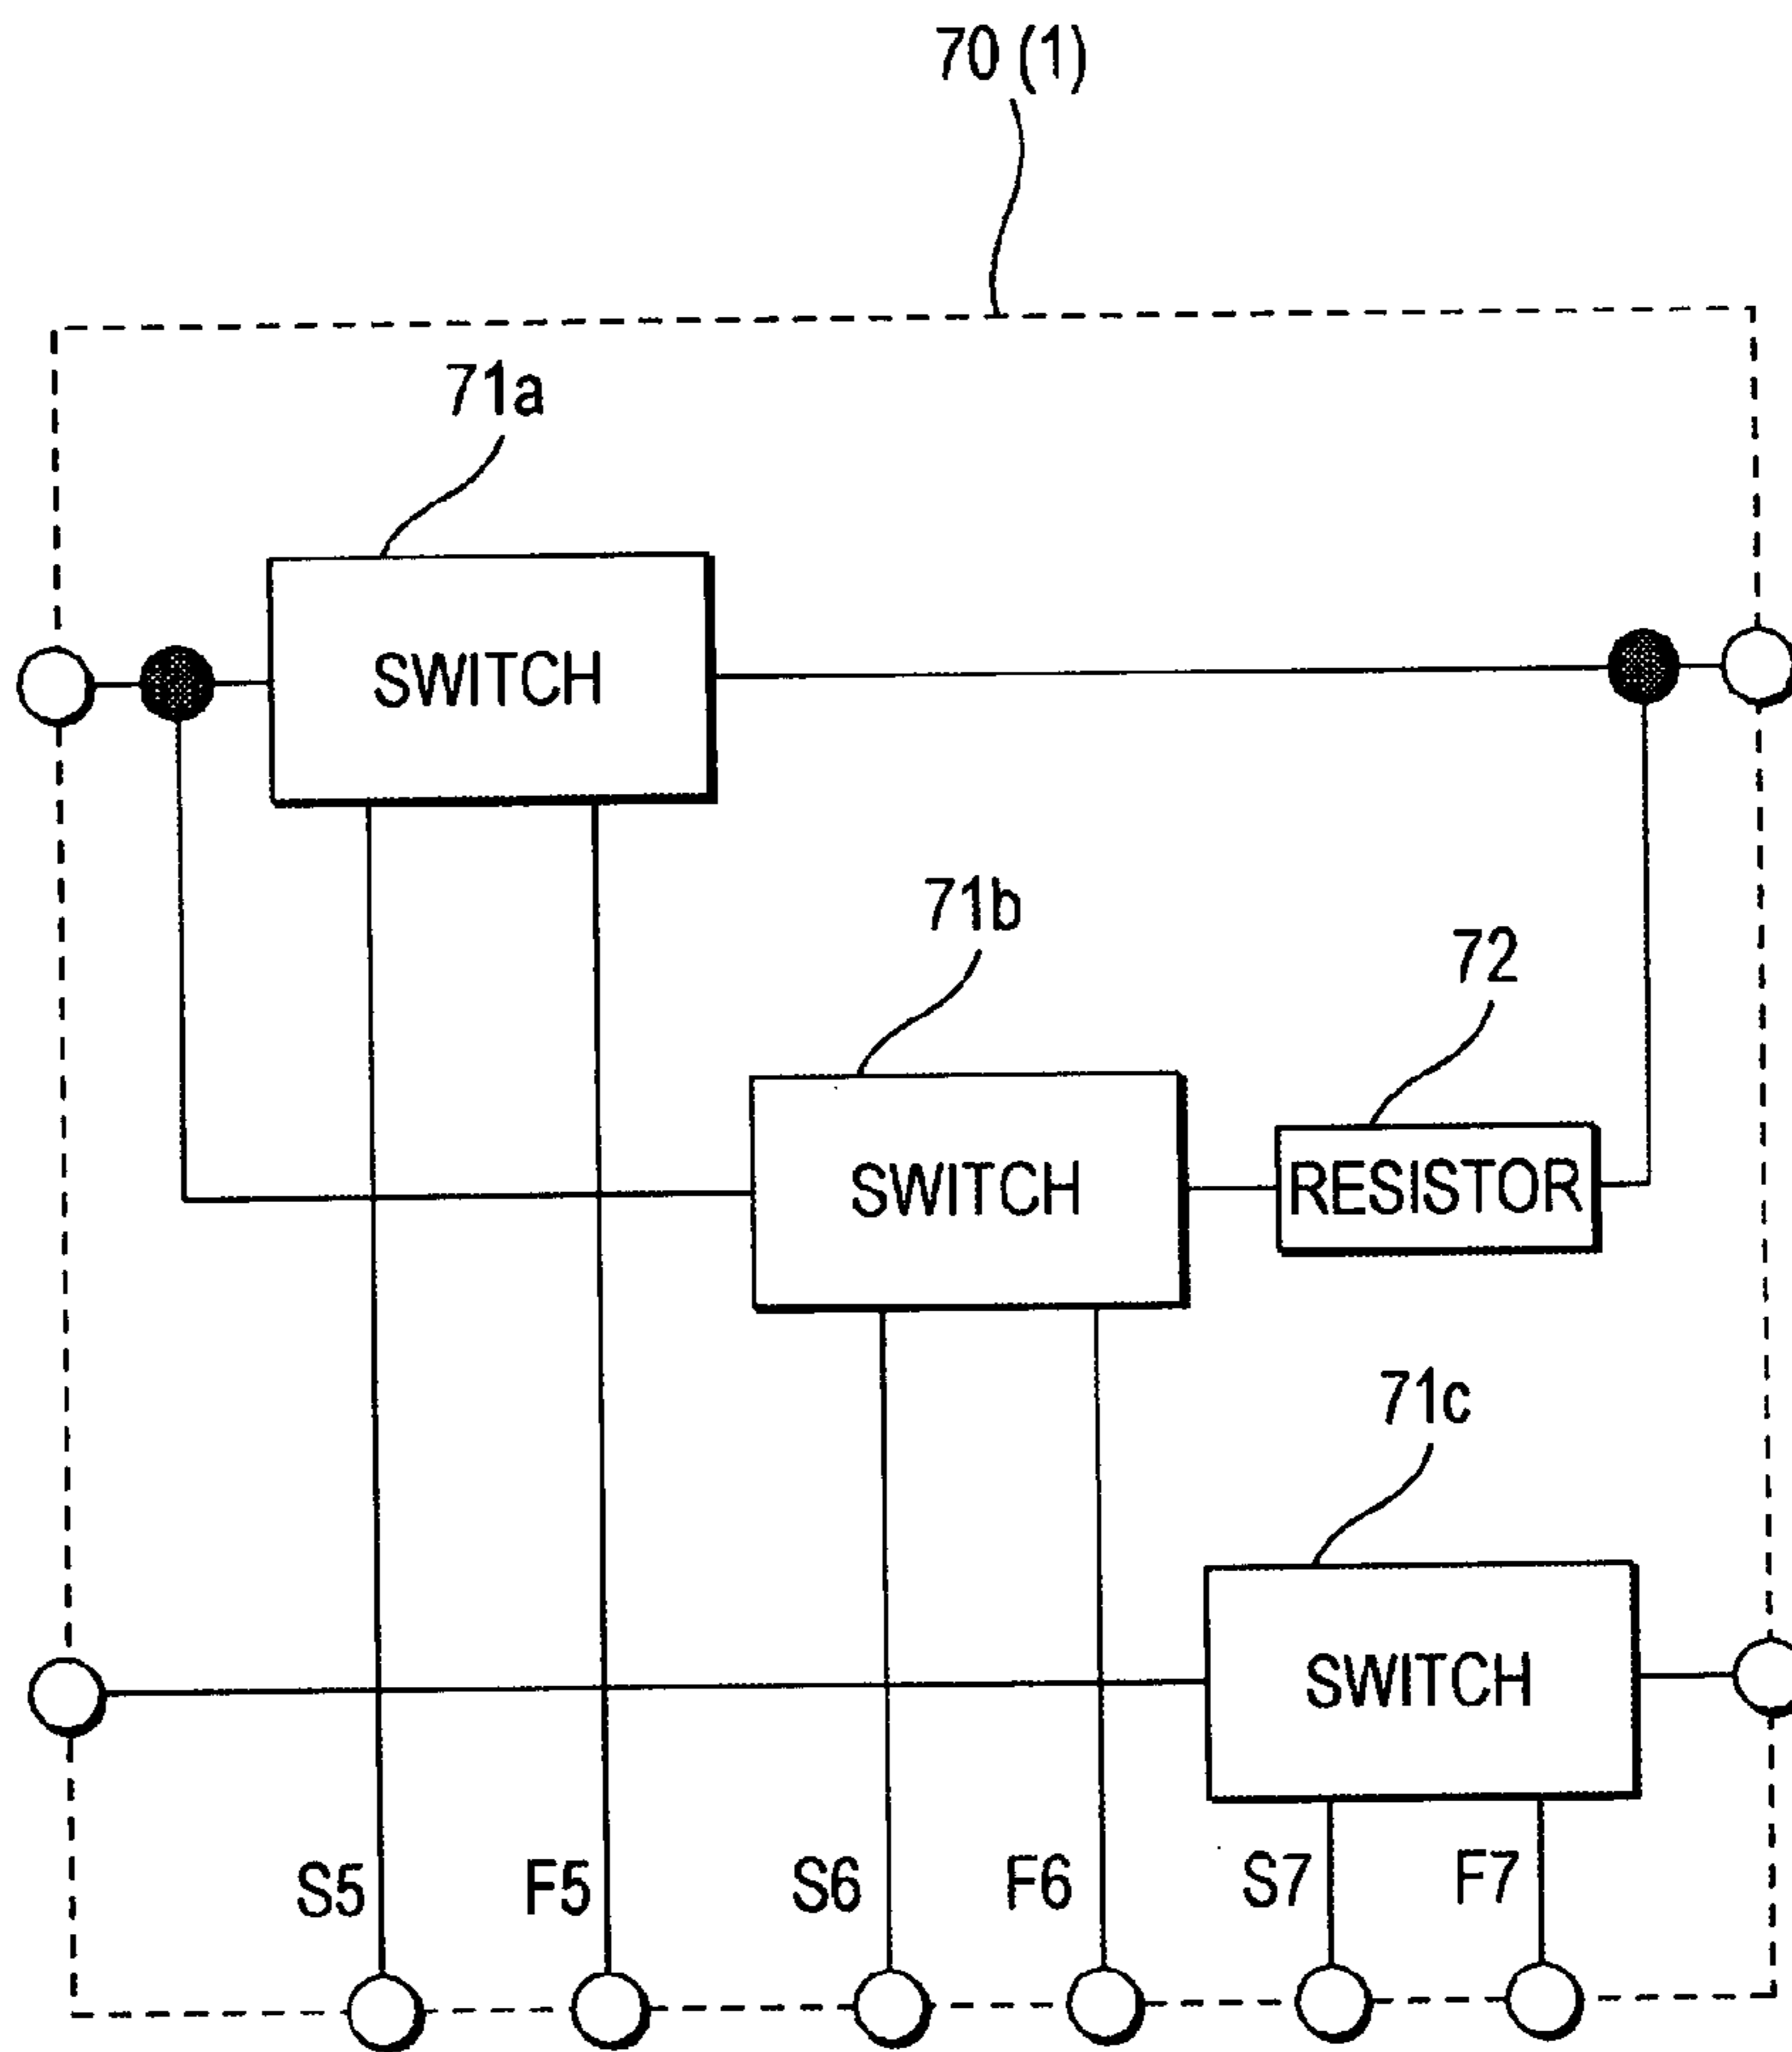 70 (1)
71a
SWITCH
71b
72
SWITCH
RESISTOR
71c
SWITCH
S5
F5
S6
F6
S7
F7